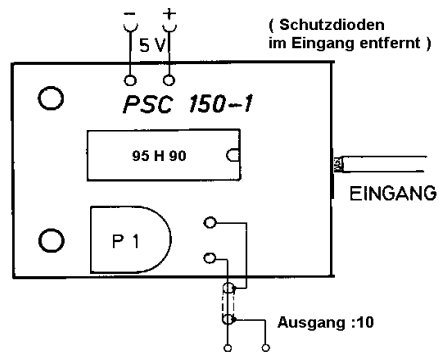 − +
5 V
( Schutzdioden
im Eingang entfernt )
PSC 150-1
95 H 90
EINGANG
P 1
Ausgang :10